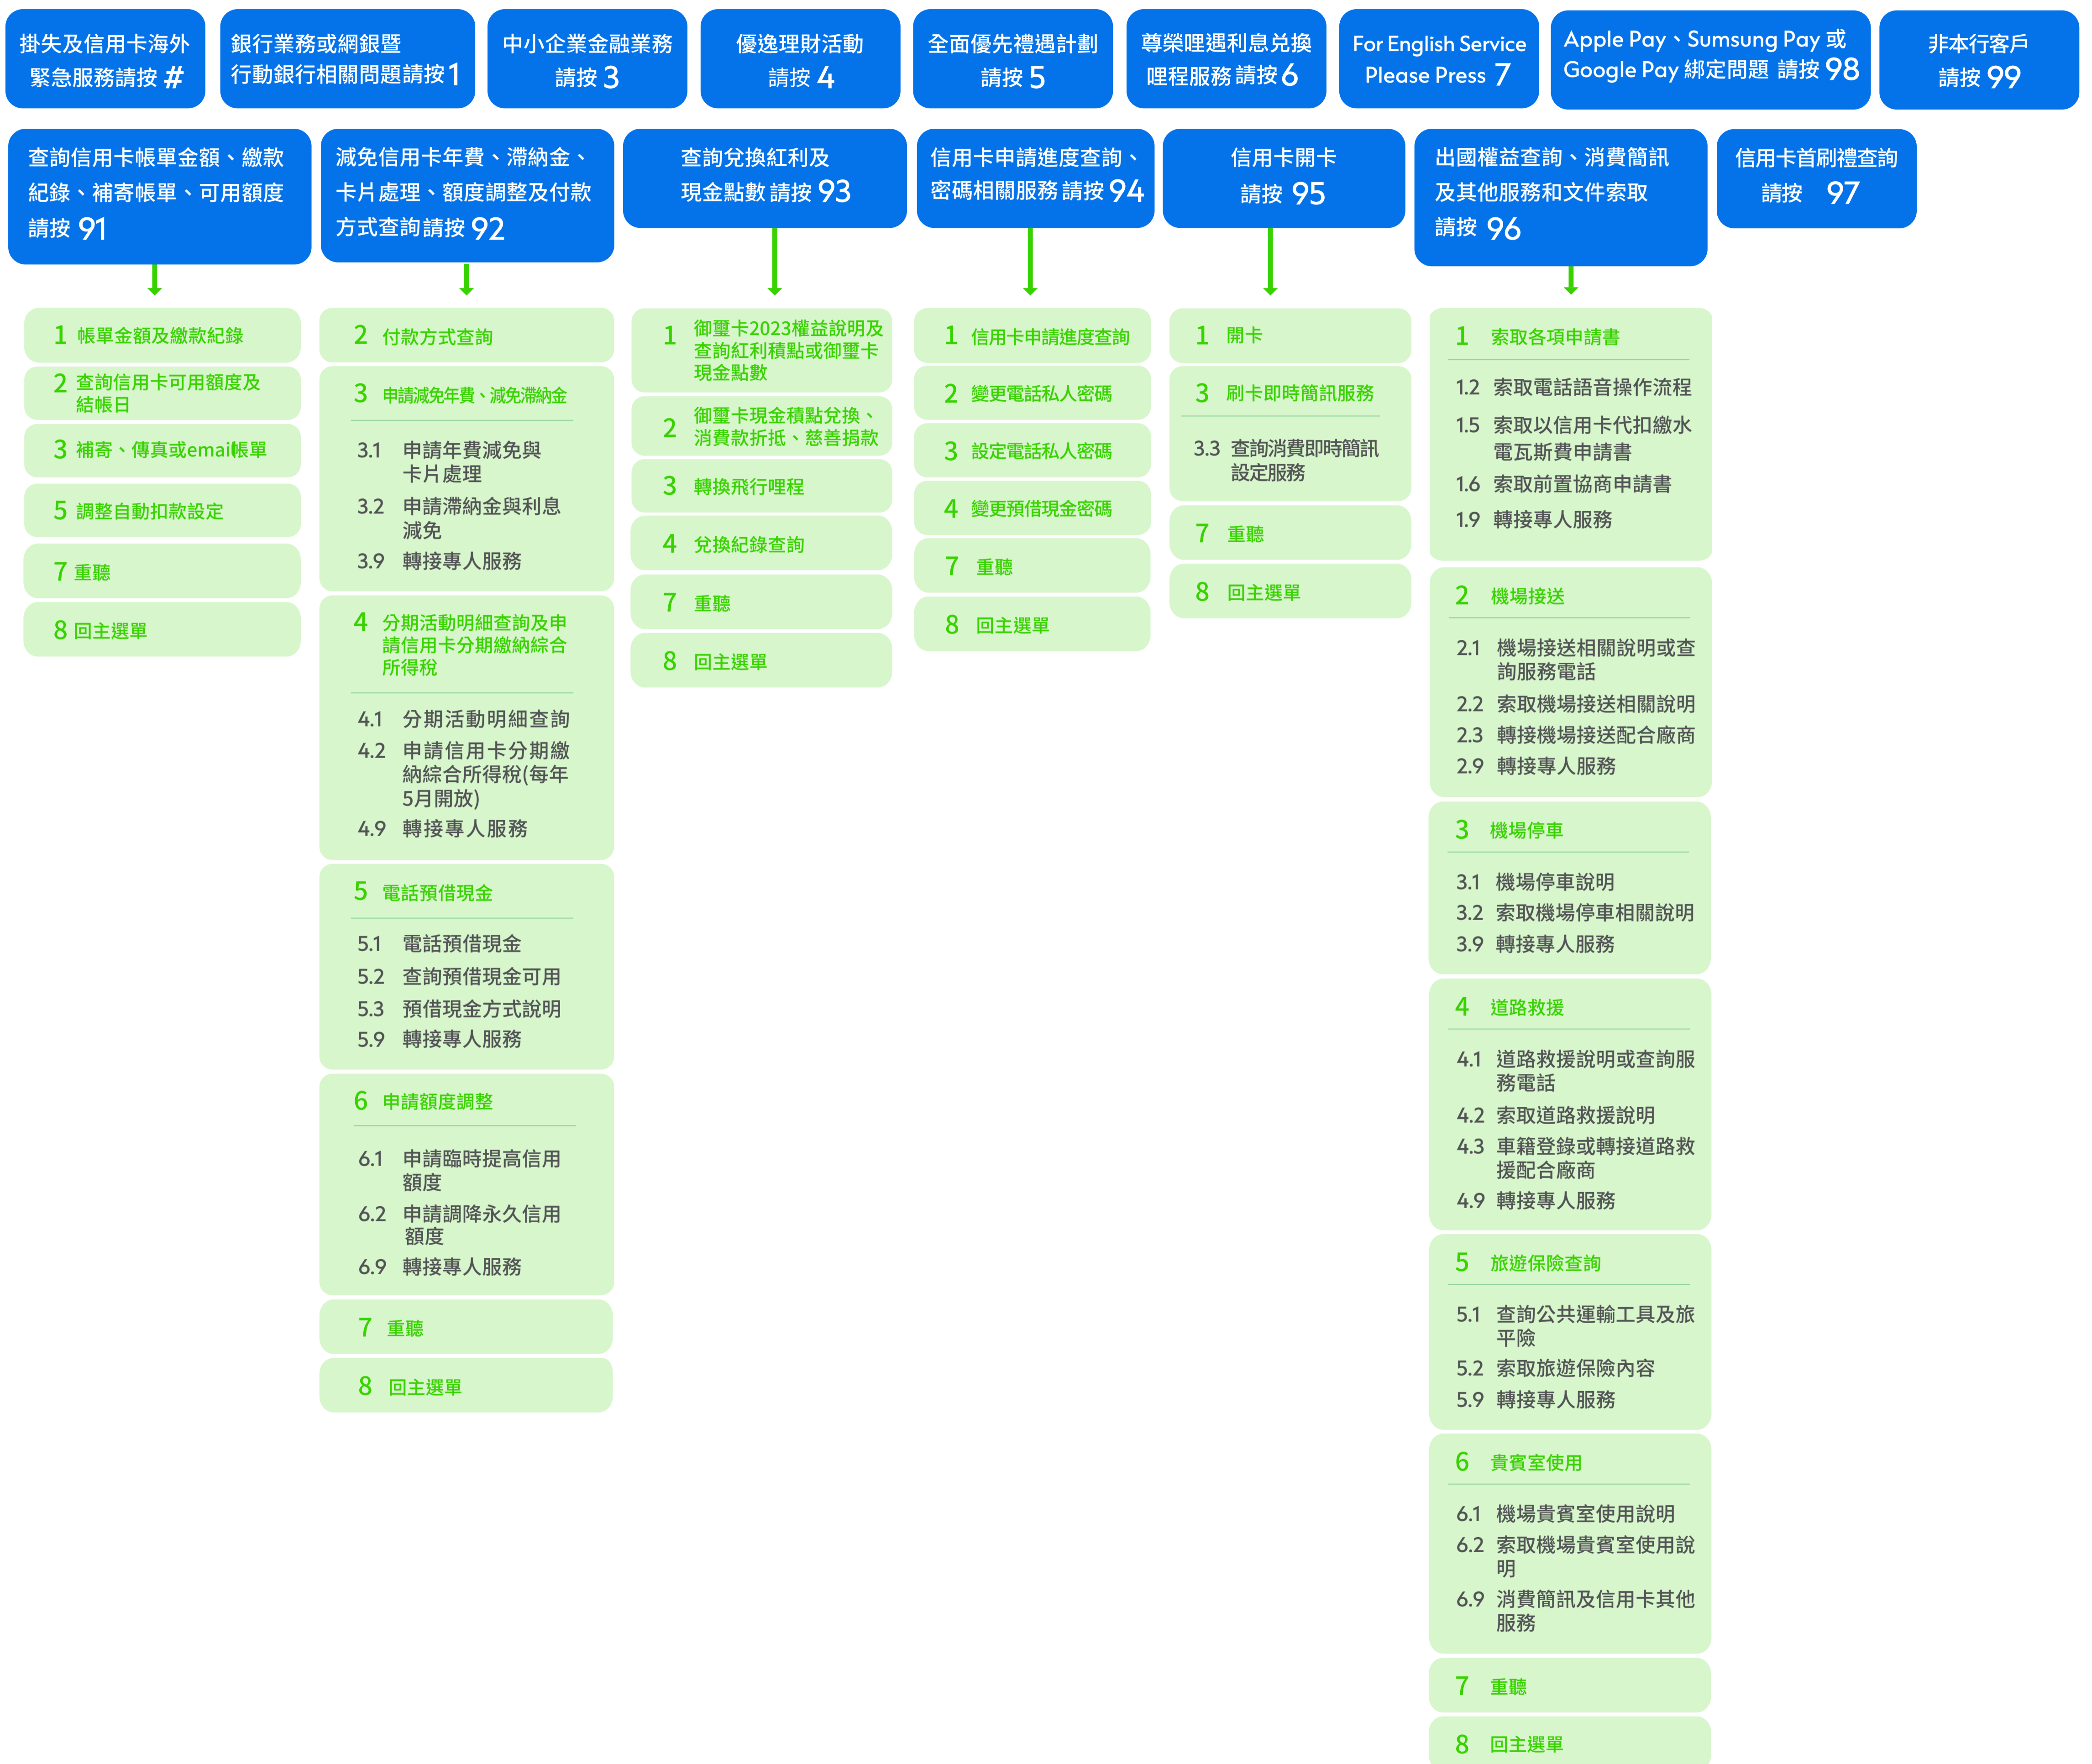 掛失及信用卡海外
緊急服務請按 #
銀行業務或網銀暨
行動銀行相關問題請按 1
中小企業金融業務
請按 3
優逸理財活動
請按 4
全面優先禮遇計劃
請按 5
尊榮哩遇利息兌換
哩程服務 請按 6
For English Service
Please Press 7
Apple Pay、Sumsung Pay 或
Google Pay 綁定問題 請按 98
非本行客戶
請按 99
查詢信用卡帳單金額、繳款
紀錄、補寄帳單、可用額度
請按 91
減免信用卡年費、滯納金、
卡片處理、額度調整及付款
方式查詢請按 92
查詢兌換紅利及
現金點數 請按 93
信用卡申請進度查詢、
密碼相關服務 請按 94
信用卡開卡
請按 95
出國權益查詢、消費簡訊
及其他服務和文件索取
請按 96
信用卡首刷禮查詢
請按 97
1 帳單金額及繳款紀錄
2 查詢信用卡可用額度及
結帳日
3 補寄、傳真或email帳單
5 調整自動扣款設定
7 重聽
8 回主選單
2 付款方式查詢
3 申請減免年費、減免滯納金
3.1 申請年費減免與
卡片處理
3.2 申請滯納金與利息
減免
3.9 轉接專人服務
4 分期活動明細查詢及申
請信用卡分期繳納綜合
所得稅
4.1 分期活動明細查詢
4.2 申請信用卡分期繳
納綜合所得稅(每年
5月開放)
4.9 轉接專人服務
5 電話預借現金
5.1 電話預借現金
5.2 查詢預借現金可用
5.3 預借現金方式說明
5.9 轉接專人服務
6 申請額度調整
6.1 申請臨時提高信用
額度
6.2 申請調降永久信用
額度
6.9 轉接專人服務
7 重聽
8 回主選單
1 御璽卡2023權益說明及
查詢紅利積點或御璽卡
現金點數
2 御璽卡現金積點兌換、
消費款折抵、慈善捐款
3 轉換飛行哩程
4 兌換紀錄查詢
7 重聽
8 回主選單
1 信用卡申請進度查詢
2 變更電話私人密碼
3 設定電話私人密碼
4 變更預借現金密碼
7 重聽
8 回主選單
1 開卡
3 刷卡即時簡訊服務
3.3 查詢消費即時簡訊
設定服務
7 重聽
8 回主選單
1 索取各項申請書
1.2 索取電話語音操作流程
1.5 索取以信用卡代扣繳水
電瓦斯費申請書
1.6 索取前置協商申請書
1.9 轉接專人服務
2 機場接送
2.1 機場接送相關說明或查
詢服務電話
2.2 索取機場接送相關說明
2.3 轉接機場接送配合廠商
2.9 轉接專人服務
3 機場停車
3.1 機場停車說明
3.2 索取機場停車相關說明
3.9 轉接專人服務
4 道路救援
4.1 道路救援說明或查詢服
務電話
4.2 索取道路救援說明
4.3 車籍登錄或轉接道路救
援配合廠商
4.9 轉接專人服務
5 旅遊保險查詢
5.1 查詢公共運輸工具及旅
平險
5.2 索取旅遊保險內容
5.9 轉接專人服務
6 貴賓室使用
6.1 機場貴賓室使用說明
6.2 索取機場貴賓室使用說
明
6.9 消費簡訊及信用卡其他
服務
7 重聽
8 回主選單